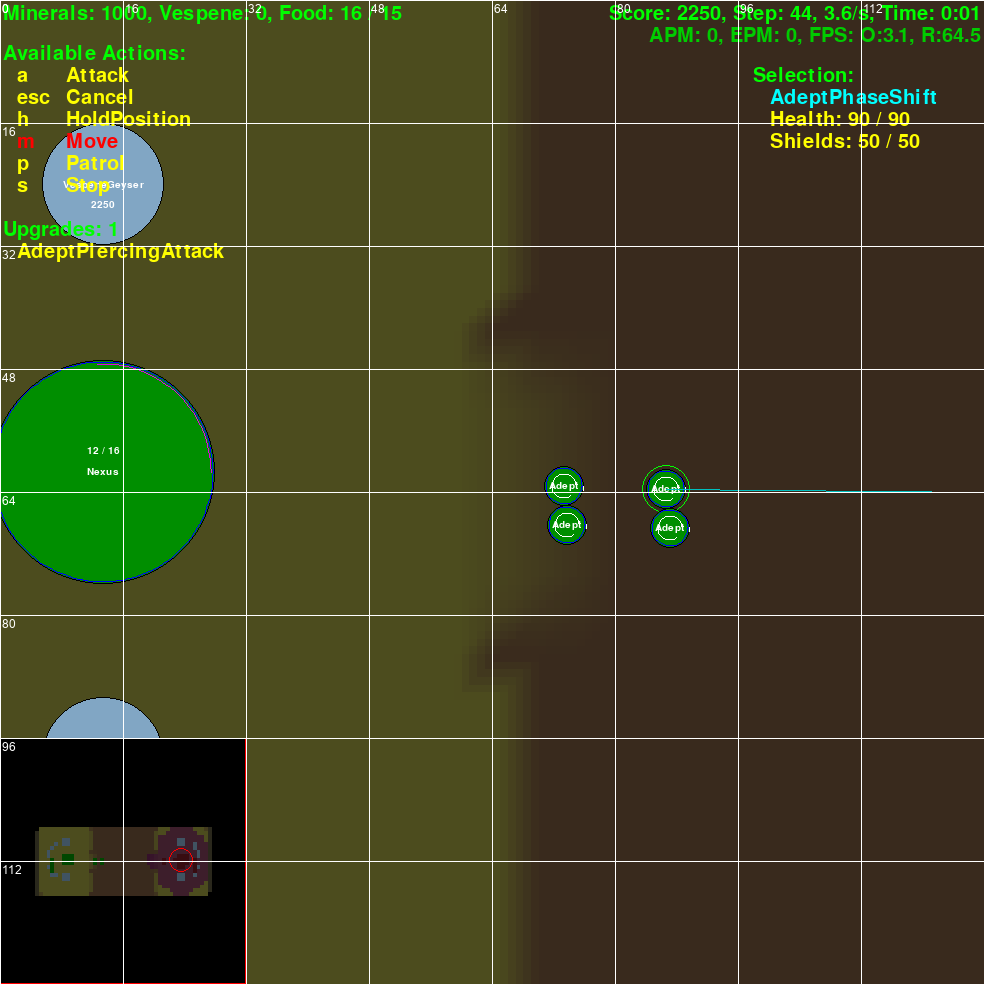 Minerals: 1000, Vespene: 0, Food: 16 / 15
Score: 2250, Step: 44, 3.6/s, Time: 0:01
APM: 0, EPM: 0, FPS: O:3.1, R:64.5
0 16 32 48 64 80 96 112
Available Actions:
a Attack
esc Cancel
h HoldPosition
m Move
p Patrol
s Stop
Selection:
AdeptPhaseShift
Health: 90 / 90
Shields: 50 / 50
16
VespeneGeyser
2250
Upgrades: 1
AdeptPiercingAttack
32
48
12 / 16
Nexus
64
Adept
Adept
Adept
Adept
80
96
112